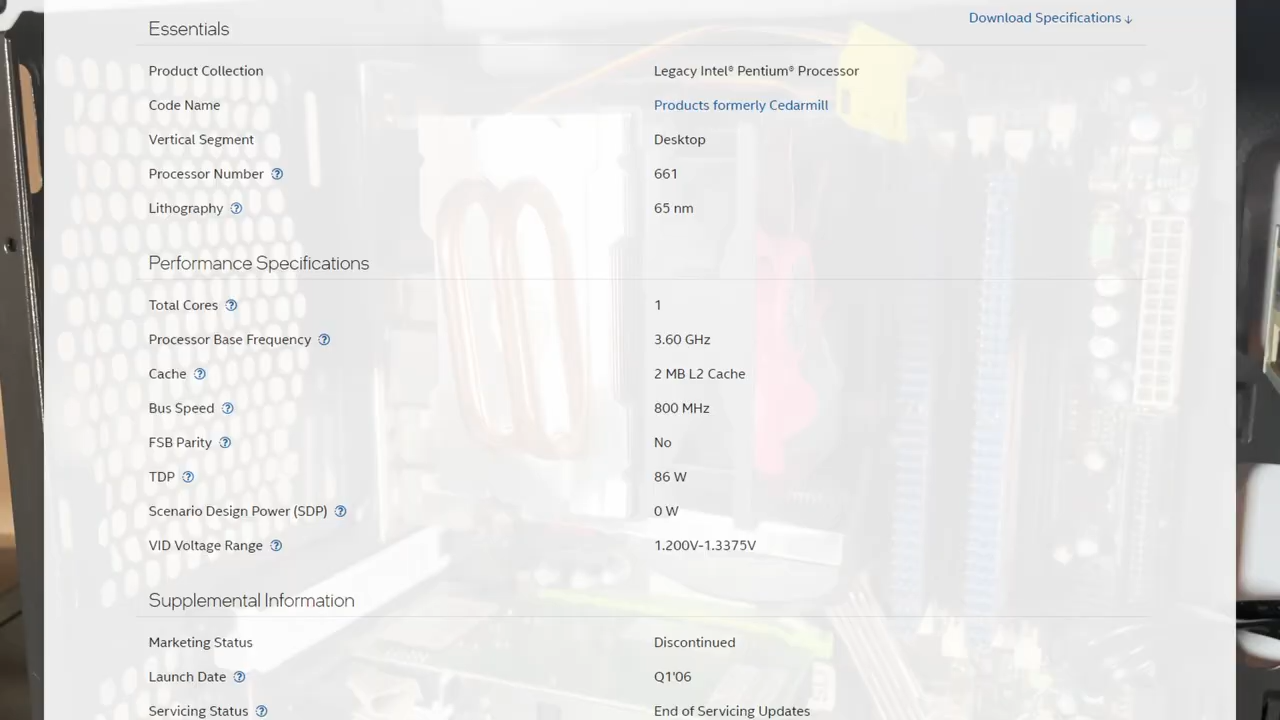 Download Specifications ↓
Essentials
Product Collection Legacy Intel® Pentium® Processor
Code Name Products formerly Cedarmill
Vertical Segment Desktop
Processor Number 661
Lithography 65 nm
Performance Specifications
Total Cores 1
Processor Base Frequency 3.60 GHz
Cache 2 MB L2 Cache
Bus Speed 800 MHz
FSB Parity No
TDP 86 W
Scenario Design Power (SDP) 0 W
VID Voltage Range 1.200V-1.3375V
Supplemental Information
Marketing Status Discontinued
Launch Date Q1'06
Servicing Status End of Servicing Updates